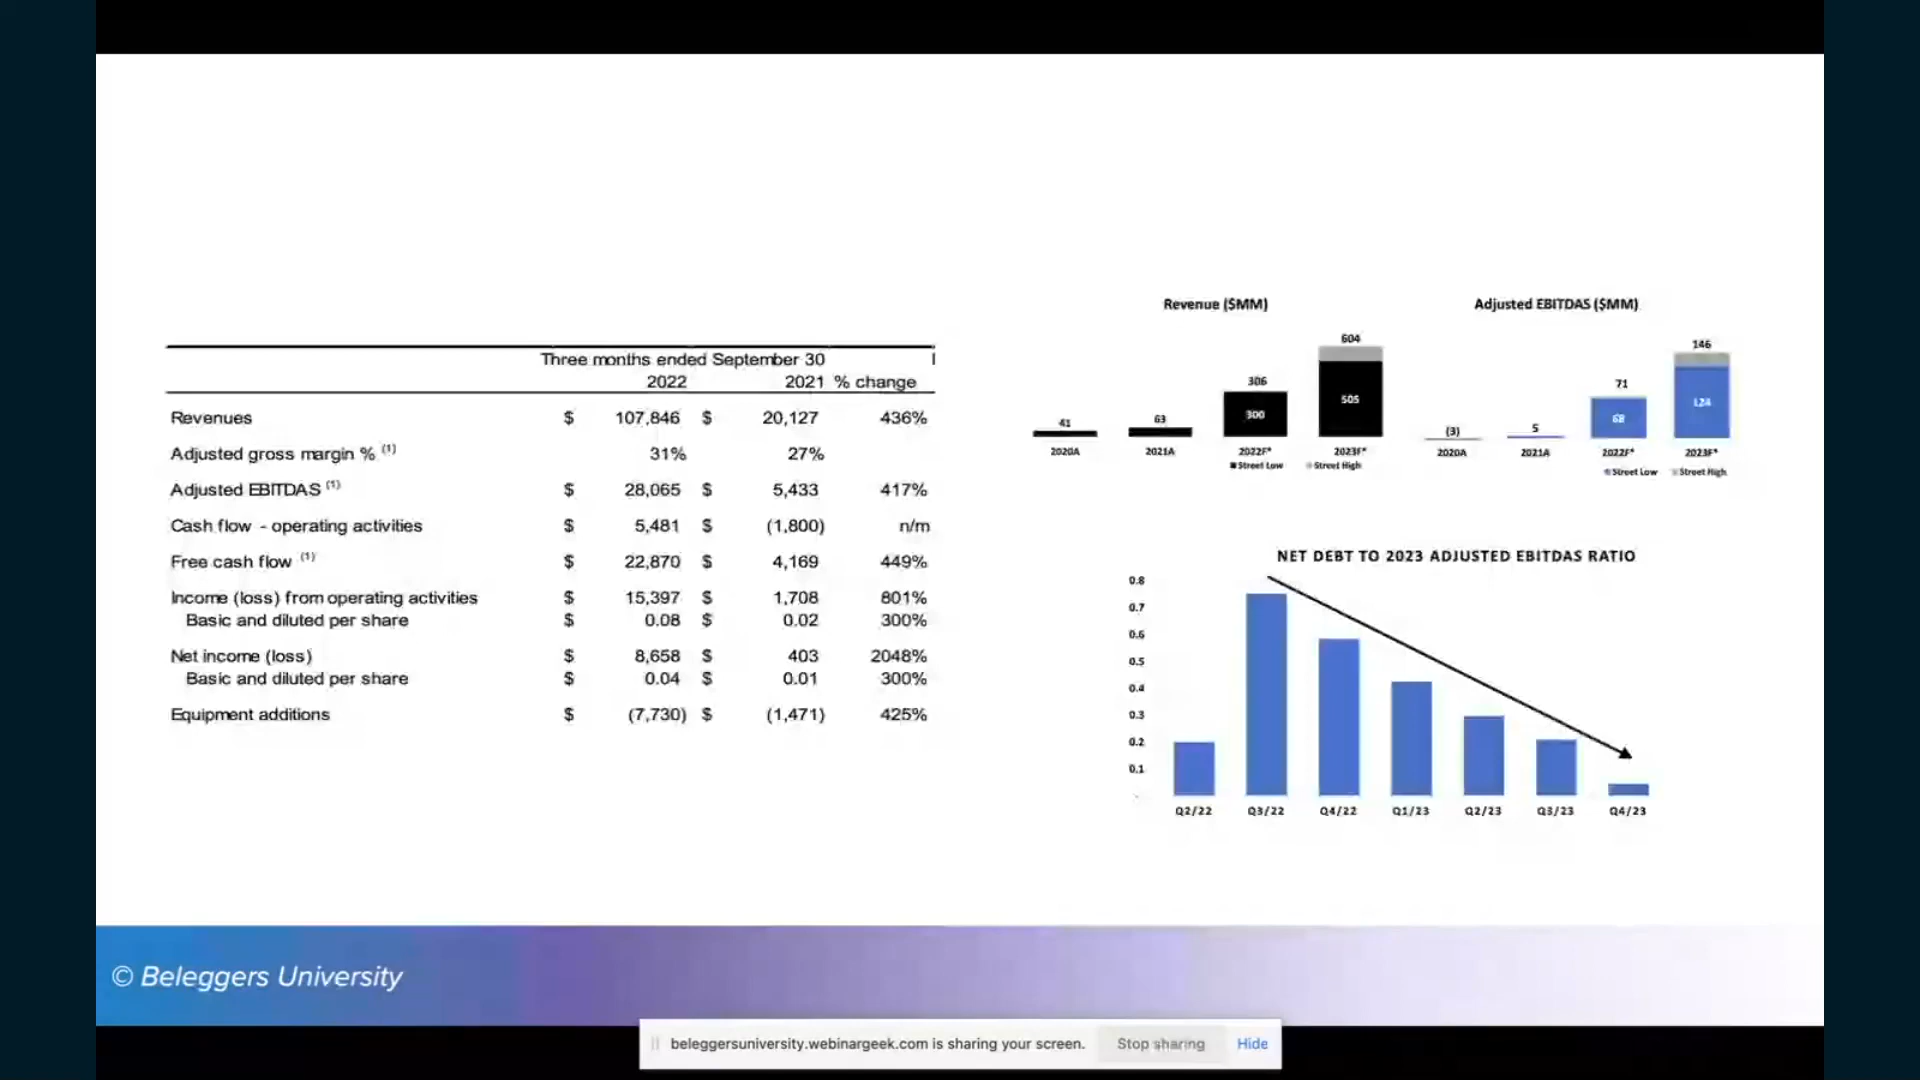 Three months ended September 30
2022 2021 % change
Revenues $ 107,846 $ 20,127 436%
Adjusted gross margin % (1) 31% 27%
Adjusted EBITDAS (1) $ 28,065 $ 5,433 417%
Cash flow - operating activities $ 5,481 $ (1,800) n/m
Free cash flow (1) $ 22,870 $ 4,169 449%
Income (loss) from operating activities $ 15,397 $ 1,708 801%
Basic and diluted per share $ 0.08 $ 0.02 300%
Net income (loss) $ 8,658 $ 403 2048%
Basic and diluted per share $ 0.04 $ 0.01 300%
Equipment additions $ (7,730) $ (1,471) 425%
Revenue ($MM)
604
306
505
300
63
41
2020A 2021A 2022F* 2023F*
Street Low Street High
Adjusted EBITDAS ($MM)
146
71
124
68
5
(3)
2020A 2021A 2022F* 2023F*
Street Low Street High
NET DEBT TO 2023 ADJUSTED EBITDAS RATIO
0.8
0.7
0.6
0.5
0.4
0.3
0.2
0.1
-
Q2/22 Q3/22 Q4/22 Q1/23 Q2/23 Q3/23 Q4/23
© Beleggers University
beleggersuniversity.webinargeek.com is sharing your screen. Stop sharing Hide